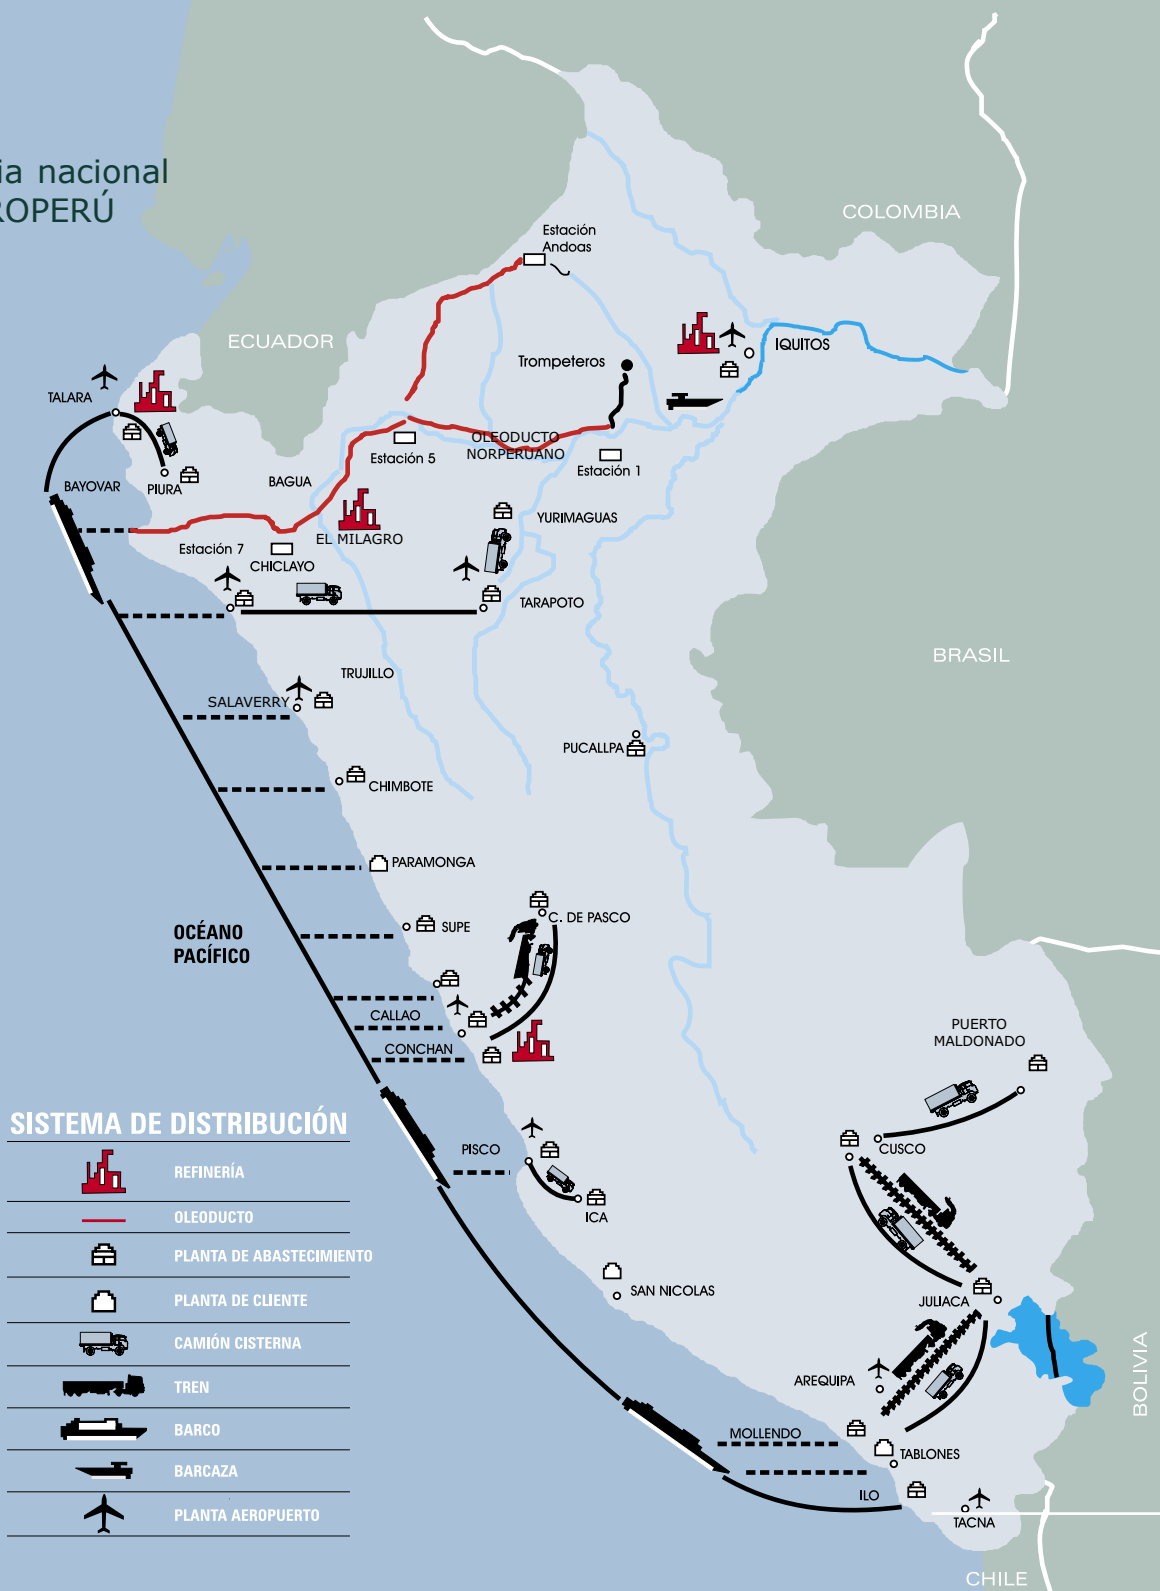 ia nacional
ROPERÚ
COLOMBIA
Estación
Andoas
ECUADOR
IQUITOS
Trompeteros
TALARA
OLEODUCTO
NORPERUANO
Estación 5
Estación 1
BAGUA
BAYOVAR
PIURA
YURIMAGUAS
EL MILAGRO
Estación 7
CHICLAYO
TARAPOTO
BRASIL
TRUJILLO
SALAVERRY
PUCALLPA
CHIMBOTE
PARAMONGA
C. DE PASCO
SUPE
OCÉANO
PACÍFICO
CALLAO
CONCHAN
PUERTO
MALDONADO
SISTEMA DE DISTRIBUCIÓN
REFINERÍA
OLEODUCTO
PLANTA DE ABASTECIMIENTO
PLANTA DE CLIENTE
CAMIÓN CISTERNA
TREN
BARCO
BARCAZA
PLANTA AEROPUERTO
PISCO
CUSCO
ICA
SAN NICOLAS
JULIACA
AREQUIPA
BOLIVIA
MOLLENDO
TABLONES
ILO
TACNA
CHILE